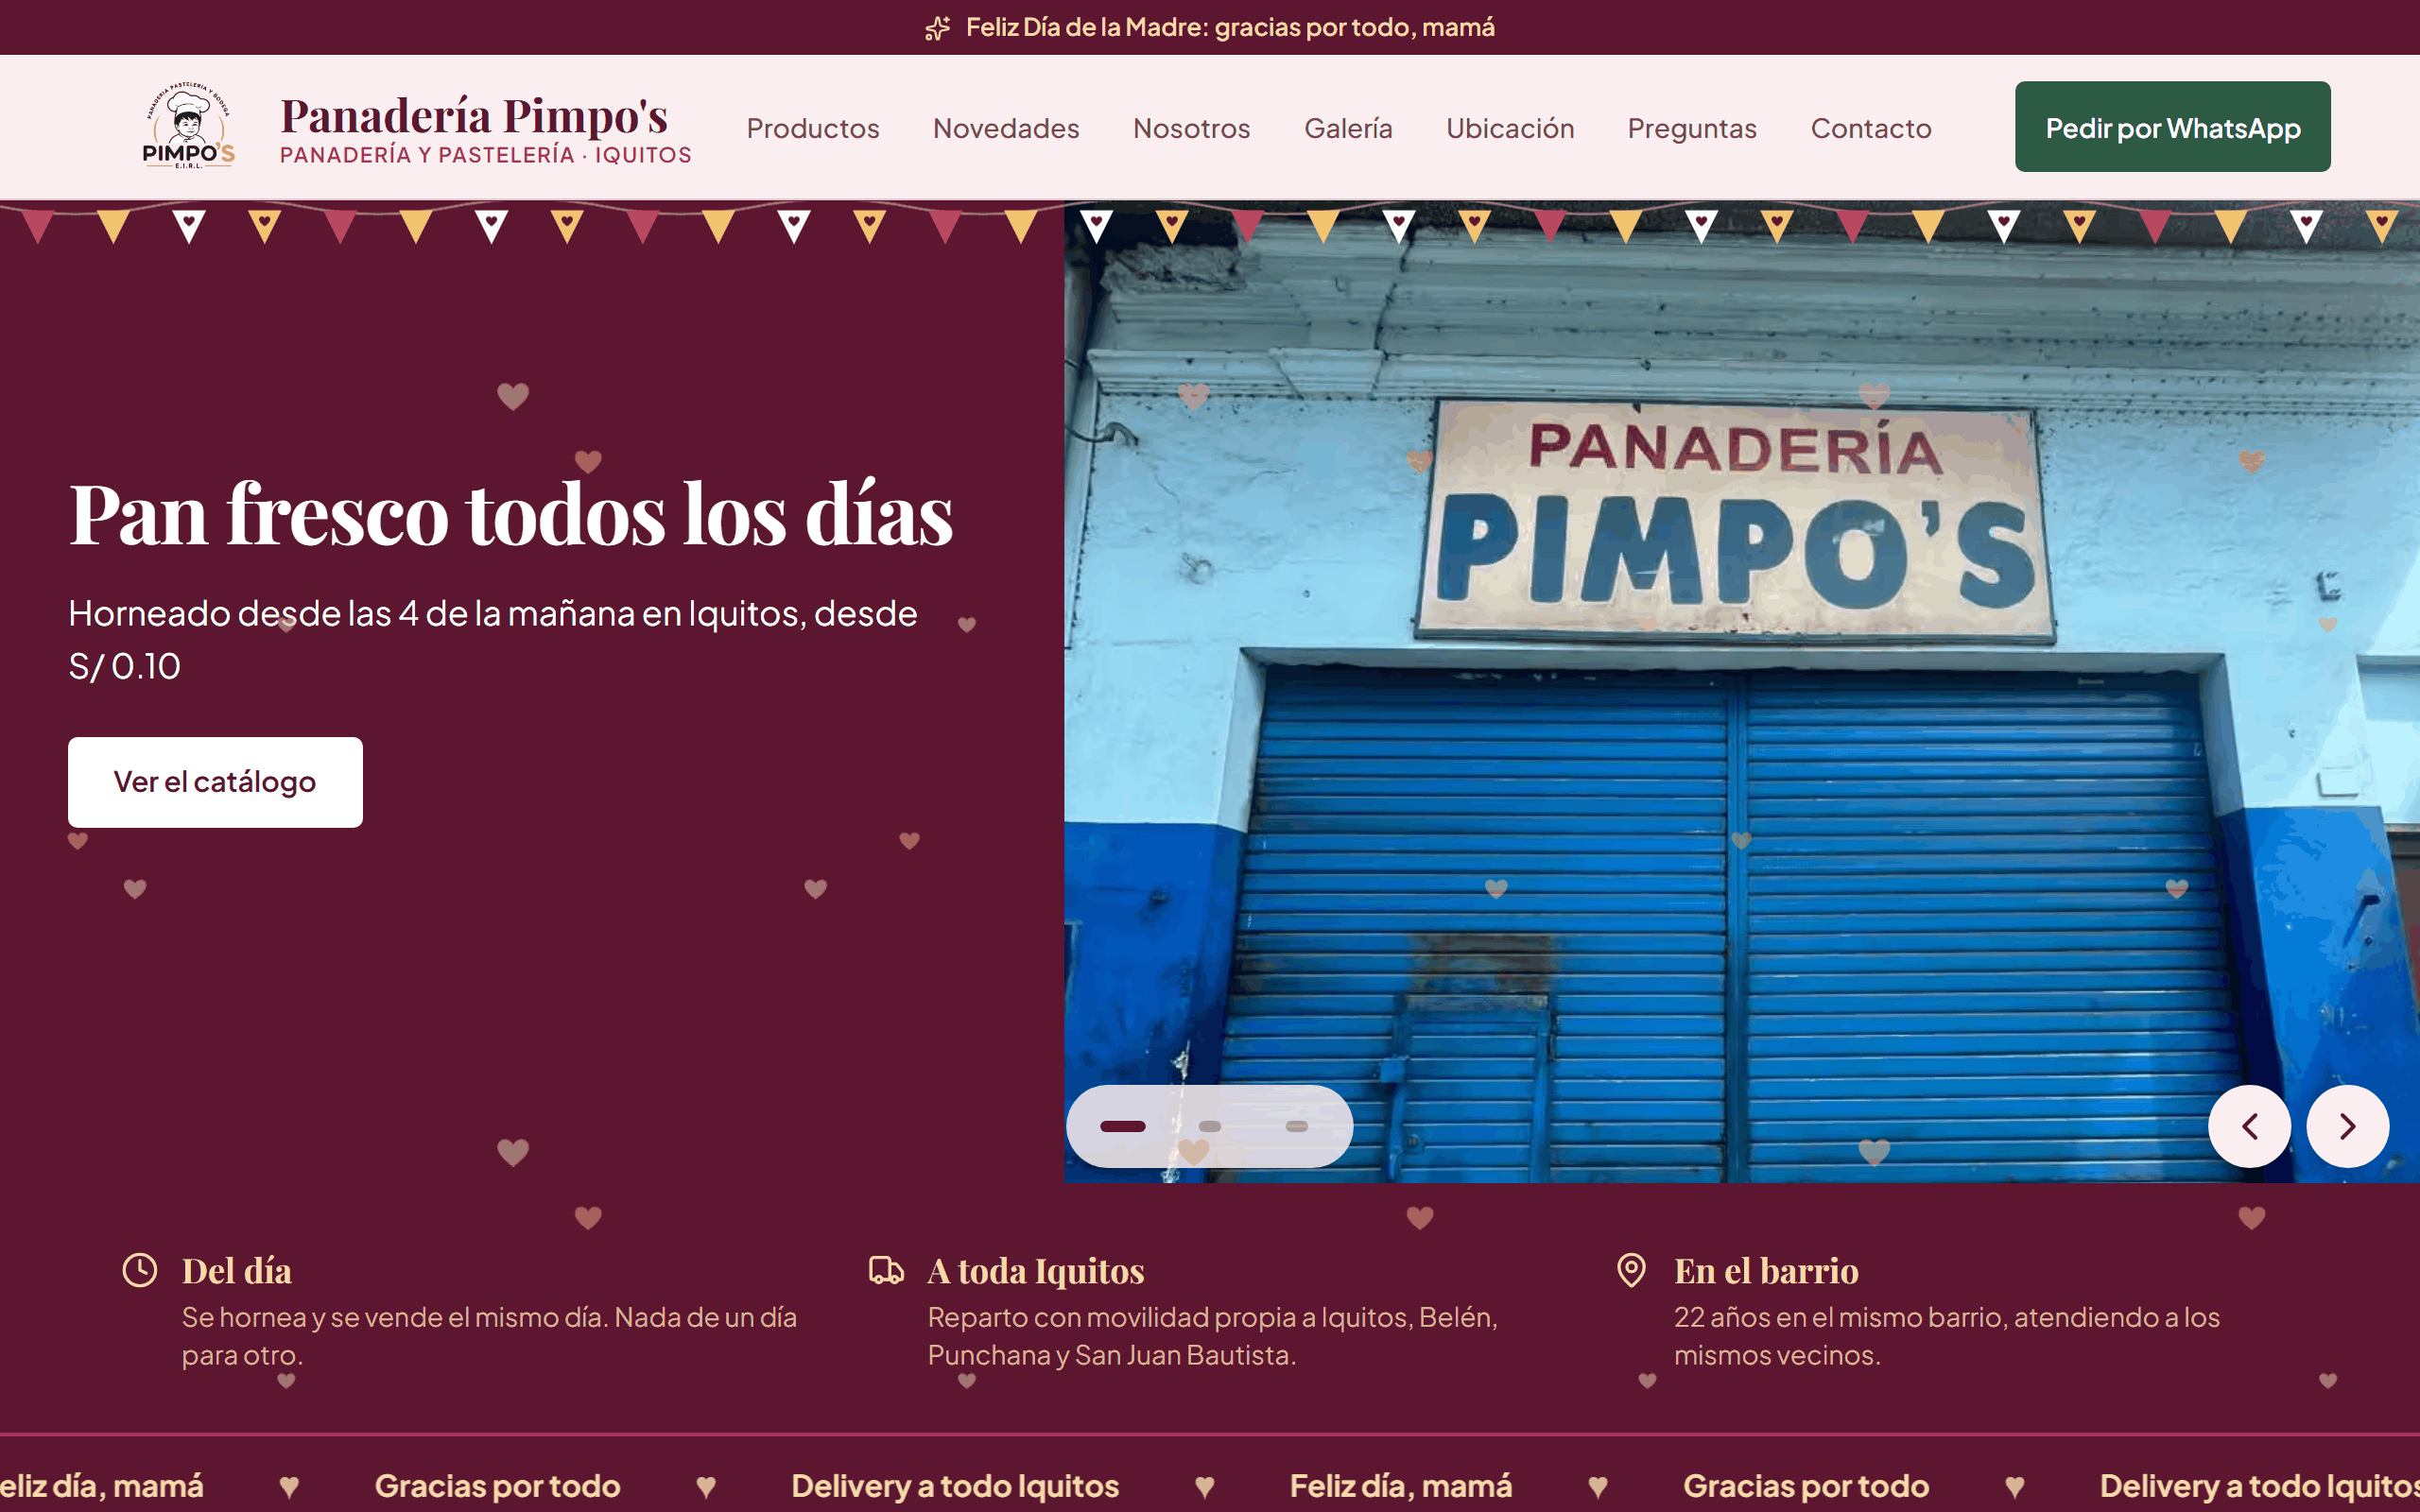 Feliz Día de la Madre: gracias por todo, mamá
PANADERÍA PASTELERÍA Y BODEGA
PIMPO'S
E.I.R.L.
Panadería Pimpo's
PANADERÍA Y PASTELERÍA · IQUITOS
Productos
Novedades
Nosotros
Galería
Ubicación
Preguntas
Contacto
Pedir por WhatsApp
Pan fresco todos los días
Horneado desde las 4 de la mañana en Iquitos, desde
S/ 0.10
Ver el catálogo
PANADERÍA
PIMPO'S
Del día
Se hornea y se vende el mismo día. Nada de un día
para otro.
A toda Iquitos
Reparto con movilidad propia a Iquitos, Belén,
Punchana y San Juan Bautista.
En el barrio
22 años en el mismo barrio, atendiendo a los
mismos vecinos.
eliz día, mamá ♥ Gracias por todo ♥ Delivery a todo Iquitos ♥ Feliz día, mamá ♥ Gracias por todo ♥ Delivery a todo Iquitos